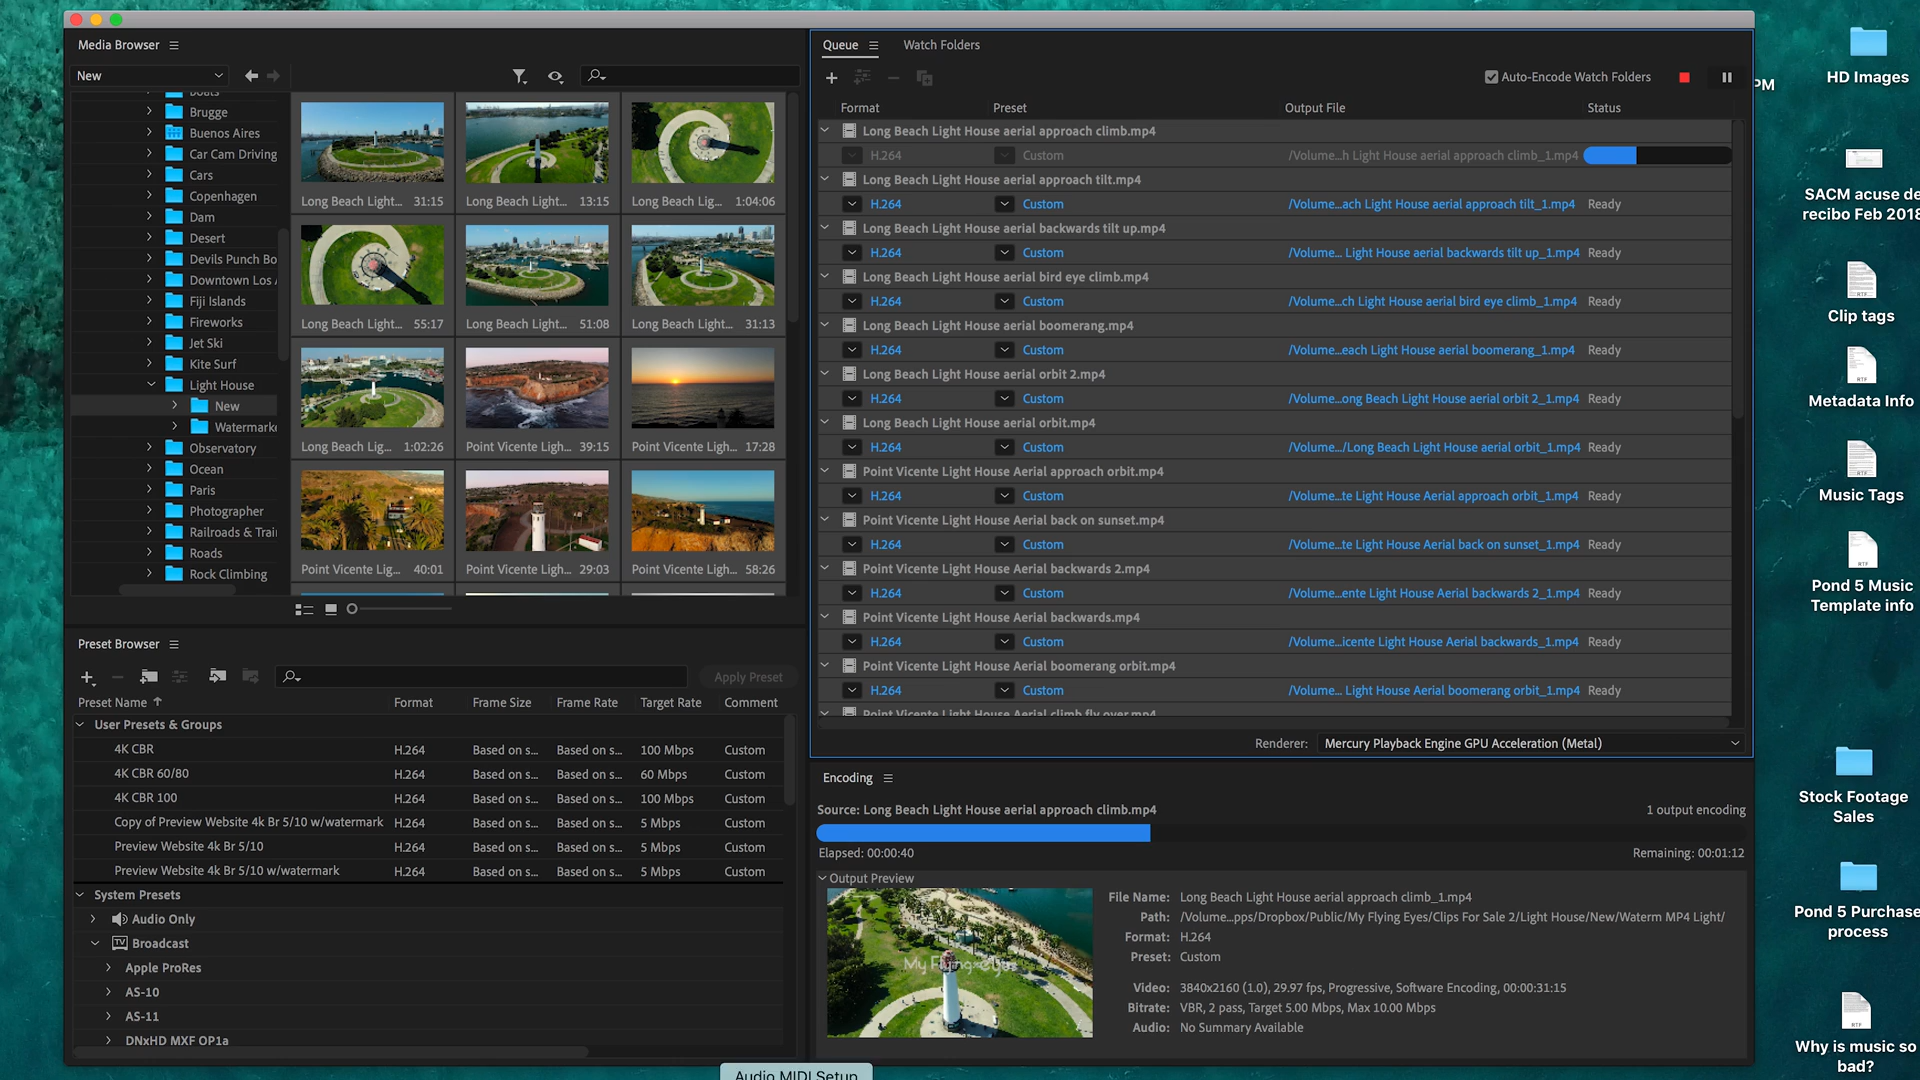 Media Browser
New
Boats
Brugge
Buenos Aires
Car Cam Driving
Cars
Copenhagen
Dam
Desert
Devils Punch Bo
Downtown Los
Fiji Islands
Fireworks
Jet Ski
Kite Surf
Light House
New
Watermarke
Observatory
Ocean
Paris
Photographer
Railroads & Trai
Roads
Rock Climbing
Long Beach Light... 31:15
Long Beach Light... 13:15
Long Beach Lig... 1:04:06
Long Beach Light... 55:17
Long Beach Light... 51:08
Long Beach Light... 31:13
Long Beach Lig... 1:02:26
Point Vicente Ligh... 39:15
Point Vicente Ligh... 17:28
Point Vicente Lig... 40:01
Point Vicente Ligh... 29:03
Point Vicente Ligh... 58:26
Preset Browser
Apply Preset
Preset Name Format Frame Size Frame Rate Target Rate Comment
User Presets & Groups
4K CBR H.264 Based on s... Based on s... 100 Mbps Custom
4K CBR 60/80 H.264 Based on s... Based on s... 60 Mbps Custom
4K CBR 100 H.264 Based on s... Based on s... 100 Mbps Custom
Copy of Preview Website 4k Br 5/10 w/watermark H.264 Based on s... Based on s... 5 Mbps Custom
Preview Website 4k Br 5/10 H.264 Based on s... Based on s... 5 Mbps Custom
Preview Website 4k Br 5/10 w/watermark H.264 Based on s... Based on s... 5 Mbps Custom
System Presets
Audio Only
TV Broadcast
Apple ProRes
AS-10
AS-11
DNxHD MXF OP1a
Queue Watch Folders
Auto-Encode Watch Folders
Format Preset Output File Status
Long Beach Light House aerial approach climb.mp4
H.264 Custom /Volume...h Light House aerial approach climb_1.mp4
Long Beach Light House aerial approach tilt.mp4
H.264 Custom /Volume...ach Light House aerial approach tilt_1.mp4 Ready
Long Beach Light House aerial backwards tilt up.mp4
H.264 Custom /Volume... Light House aerial backwards tilt up_1.mp4 Ready
Long Beach Light House aerial bird eye climb.mp4
H.264 Custom /Volume...ch Light House aerial bird eye climb_1.mp4 Ready
Long Beach Light House aerial boomerang.mp4
H.264 Custom /Volume...each Light House aerial boomerang_1.mp4 Ready
Long Beach Light House aerial orbit 2.mp4
H.264 Custom /Volume...ong Beach Light House aerial orbit 2_1.mp4 Ready
Long Beach Light House aerial orbit.mp4
H.264 Custom /Volume.../Long Beach Light House aerial orbit_1.mp4 Ready
Point Vicente Light House Aerial approach orbit.mp4
H.264 Custom /Volume...te Light House Aerial approach orbit_1.mp4 Ready
Point Vicente Light House Aerial back on sunset.mp4
H.264 Custom /Volume...te Light House Aerial back on sunset_1.mp4 Ready
Point Vicente Light House Aerial backwards 2.mp4
H.264 Custom /Volume...ente Light House Aerial backwards 2_1.mp4 Ready
Point Vicente Light House Aerial backwards.mp4
H.264 Custom /Volume...icente Light House Aerial backwards_1.mp4 Ready
Point Vicente Light House Aerial boomerang orbit.mp4
H.264 Custom /Volume... Light House Aerial boomerang orbit_1.mp4 Ready
Point Vicente Light House Aerial climb fly over.mp4
Renderer: Mercury Playback Engine GPU Acceleration (Metal)
Encoding
Source: Long Beach Light House aerial approach climb.mp4 1 output encoding
Elapsed: 00:00:40 Remaining: 00:01:12
Output Preview
My Flying eyes
File Name: Long Beach Light House aerial approach climb_1.mp4
Path: /Volume...pps/Dropbox/Public/My Flying Eyes/Clips For Sale 2/Light House/New/Waterm MP4 Light/
Format: H.264
Preset: Custom
Video: 3840x2160 (1.0), 29.97 fps, Progressive, Software Encoding, 00:00:31:15
Bitrate: VBR, 2 pass, Target 5.00 Mbps, Max 10.00 Mbps
Audio: No Summary Available
Audio MIDI Setup
PM
HD Images
SACM acuse de
recibo Feb 2018
RTF
Clip tags
RTF
Metadata Info
RTF
Music Tags
RTF
Pond 5 Music
Template info
Stock Footage
Sales
Pond 5 Purchase
process
RTF
Why is music so
bad?